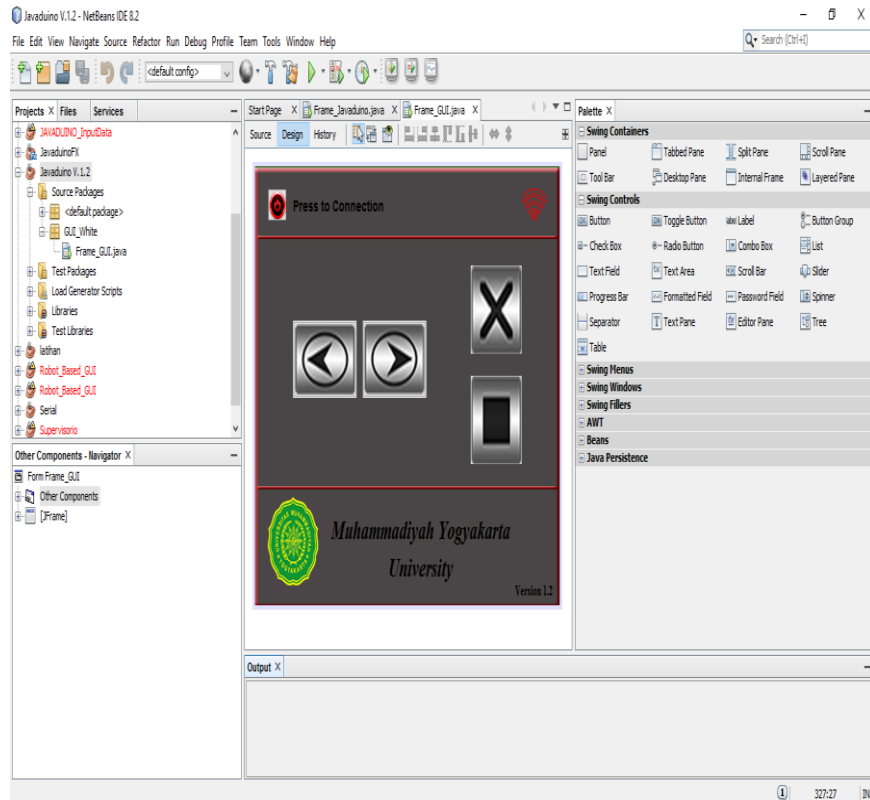 Javaduino V.1.2 - NetBeans IDE 8.2
File Edit View Navigate Source Refactor Run Debug Profile Team Tools Window Help
Search (Ctrl+I)
<default config>
Projects Files Services
JAVADUINO_InputData
JavaduinoFX
Javaduino V.1.2
Source Packages
<default package>
GUI_White
Frame_GUI.java
Test Packages
Load Generator Scripts
Libraries
Test Libraries
latihan
Robot_Based_GUI
Robot_Based_GUI
Serial
Supervisorio
Other Components - Navigator
Form Frame_GUI
Other Components
[JFrame]
Start Page Frame_Javaduino.java Frame_GUI.java
Source Design History
Press to Connection
UNIVERSITAS MUHAMMADIYAH
YOGYAKARTA
Muhammadiyah Yogyakarta
University
Version 1.2
Palette
Swing Containers
Panel Tabbed Pane Split Pane Scroll Pane
Tool Bar Desktop Pane Internal Frame Layered Pane
Swing Controls
Button Toggle Button label Label Button Group
Check Box Radio Button Combo Box List
Text Field Text Area Scroll Bar Slider
Progress Bar Formatted Field Password Field Spinner
Separator Text Pane Editor Pane Tree
Table
Swing Menus
Swing Windows
Swing Fillers
AWT
Beans
Java Persistence
Output
1 327:27 IN